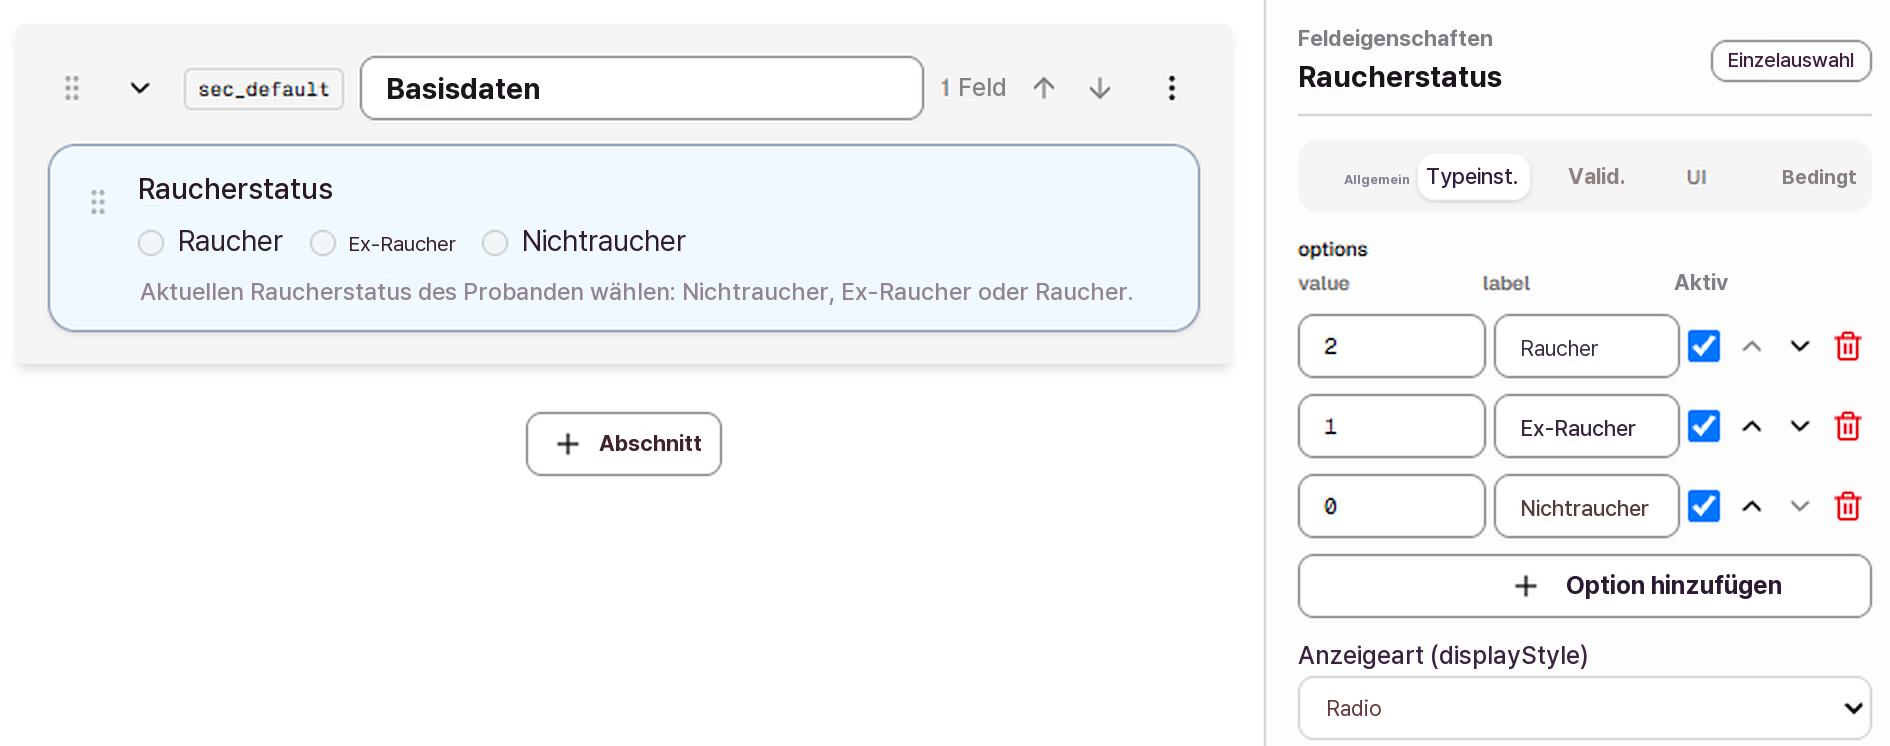 sec_default
Basisdaten
1 Feld
Raucherstatus
Raucher
Ex-Raucher
Nichtraucher
Aktuellen Raucherstatus des Probanden wählen: Nichtraucher, Ex-Raucher oder Raucher.
Abschnitt
Feldeigenschaften
Raucherstatus
Einzelauswahl
Allgemein
Typeinst.
Valid.
UI
Bedingt
options
value
label
Aktiv
2
Raucher
1
Ex-Raucher
0
Nichtraucher
Option hinzufügen
Anzeigeart (displayStyle)
Radio